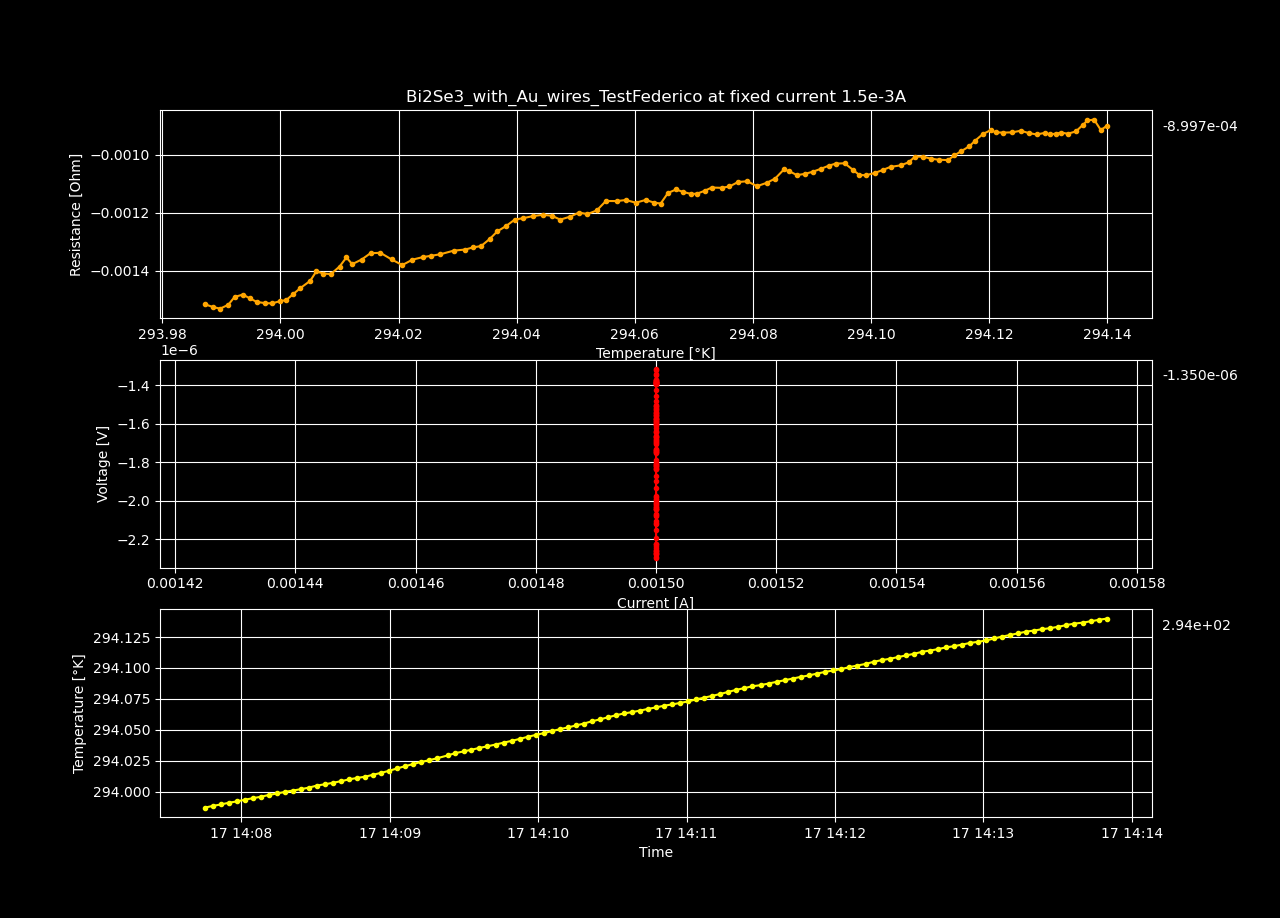 Bi2Se3_with_Au_wires_TestFederico at fixed current 1.5e-3A
-8.997e-04
Resistance [Ohm]
−0.0010
−0.0012
−0.0014
293.98 294.00 294.02 294.04 294.06 294.08 294.10 294.12 294.14
Temperature [°K]
1e−6
-1.350e-06
Voltage [V]
−1.4
−1.6
−1.8
−2.0
−2.2
0.00142 0.00144 0.00146 0.00148 0.00150 0.00152 0.00154 0.00156 0.00158
Current [A]
2.94e+02
Temperature [°K]
294.125
294.100
294.075
294.050
294.025
294.000
17 14:08 17 14:09 17 14:10 17 14:11 17 14:12 17 14:13 17 14:14
Time